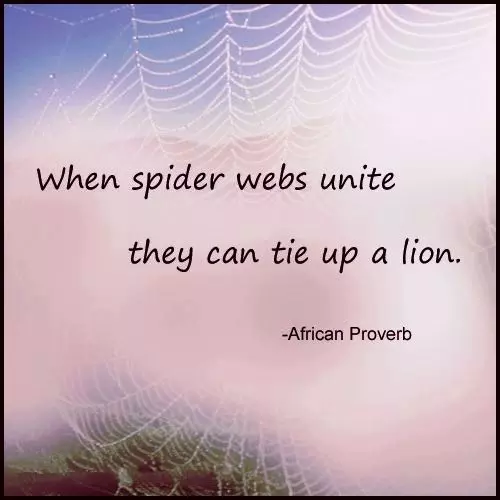 When spider webs unite
they can tie up a lion.
-African Proverb